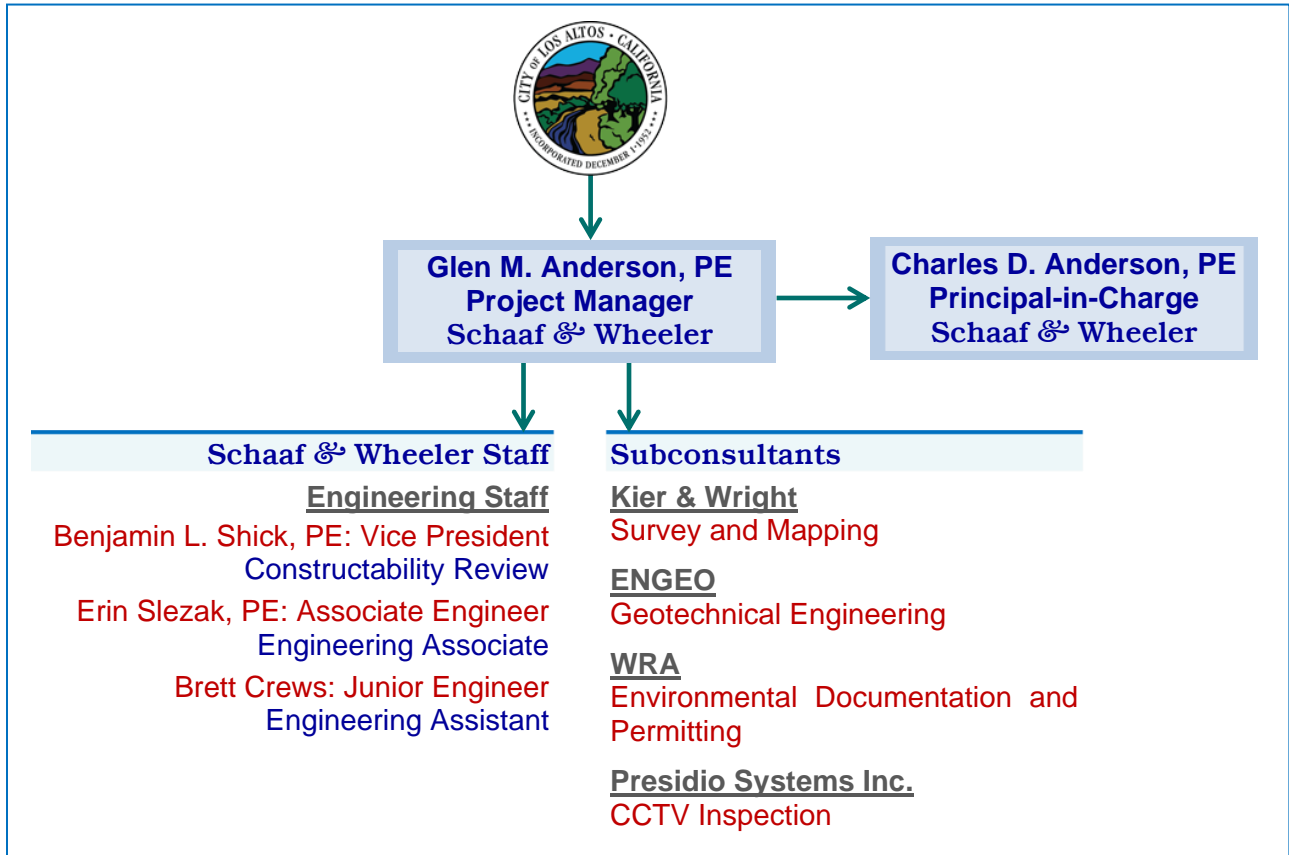 CITY OF LOS ALTOS • CALIFORNIA
••• INCORPORATED DECEMBER 1•1952 •••
Glen M. Anderson, PE
Project Manager
Schaaf & Wheeler
Charles D. Anderson, PE
Principal-in-Charge
Schaaf & Wheeler
Schaaf & Wheeler Staff
Engineering Staff
Benjamin L. Shick, PE: Vice President
Constructability Review
Erin Slezak, PE: Associate Engineer
Engineering Associate
Brett Crews: Junior Engineer
Engineering Assistant
Subconsultants
Kier & Wright
Survey and Mapping
ENGEO
Geotechnical Engineering
WRA
Environmental Documentation and
Permitting
Presidio Systems Inc.
CCTV Inspection